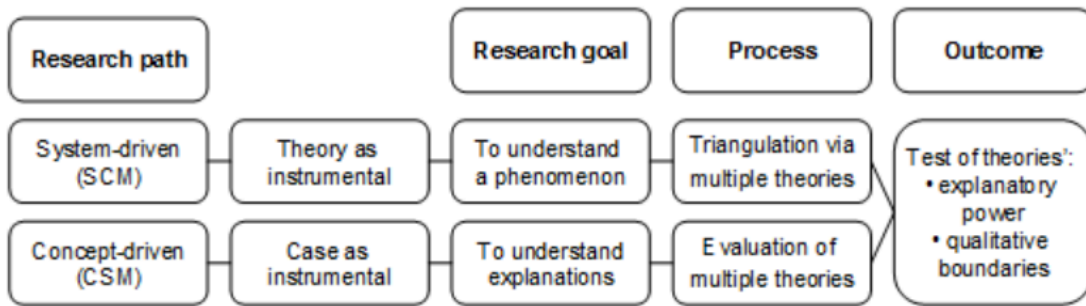 Research path
Research goal
Process
Outcome
System-driven
(SCM)
Theory as
instrumental
To understand
a phenomenon
Triangulation via
multiple theories
Concept-driven
(CSM)
Case as
instrumental
To understand
explanations
E valuation of
multiple theories
Test of theories’:
• explanatory
power
• qualitative
boundaries